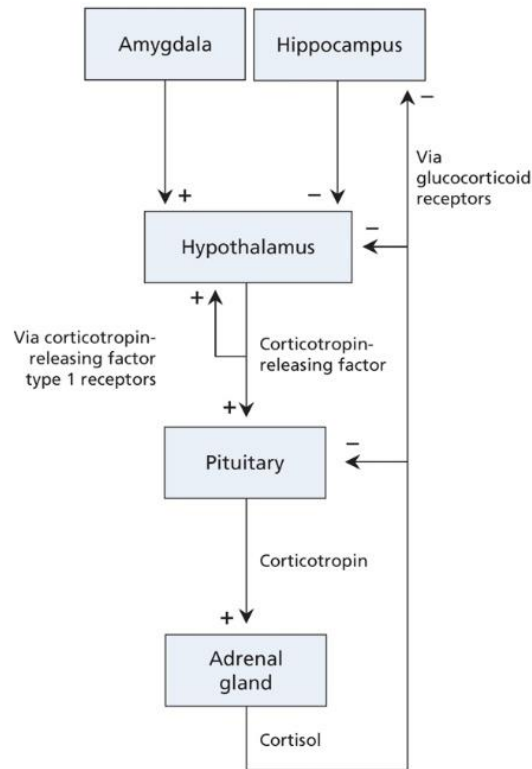 Amygdala
Hippocampus
–
Via
glucocorticoid
receptors
+
–
–
Hypothalamus
+
Via corticotropin-
releasing factor
type 1 receptors
Corticotropin-
releasing factor
+
–
Pituitary
Corticotropin
+
Adrenal
gland
Cortisol